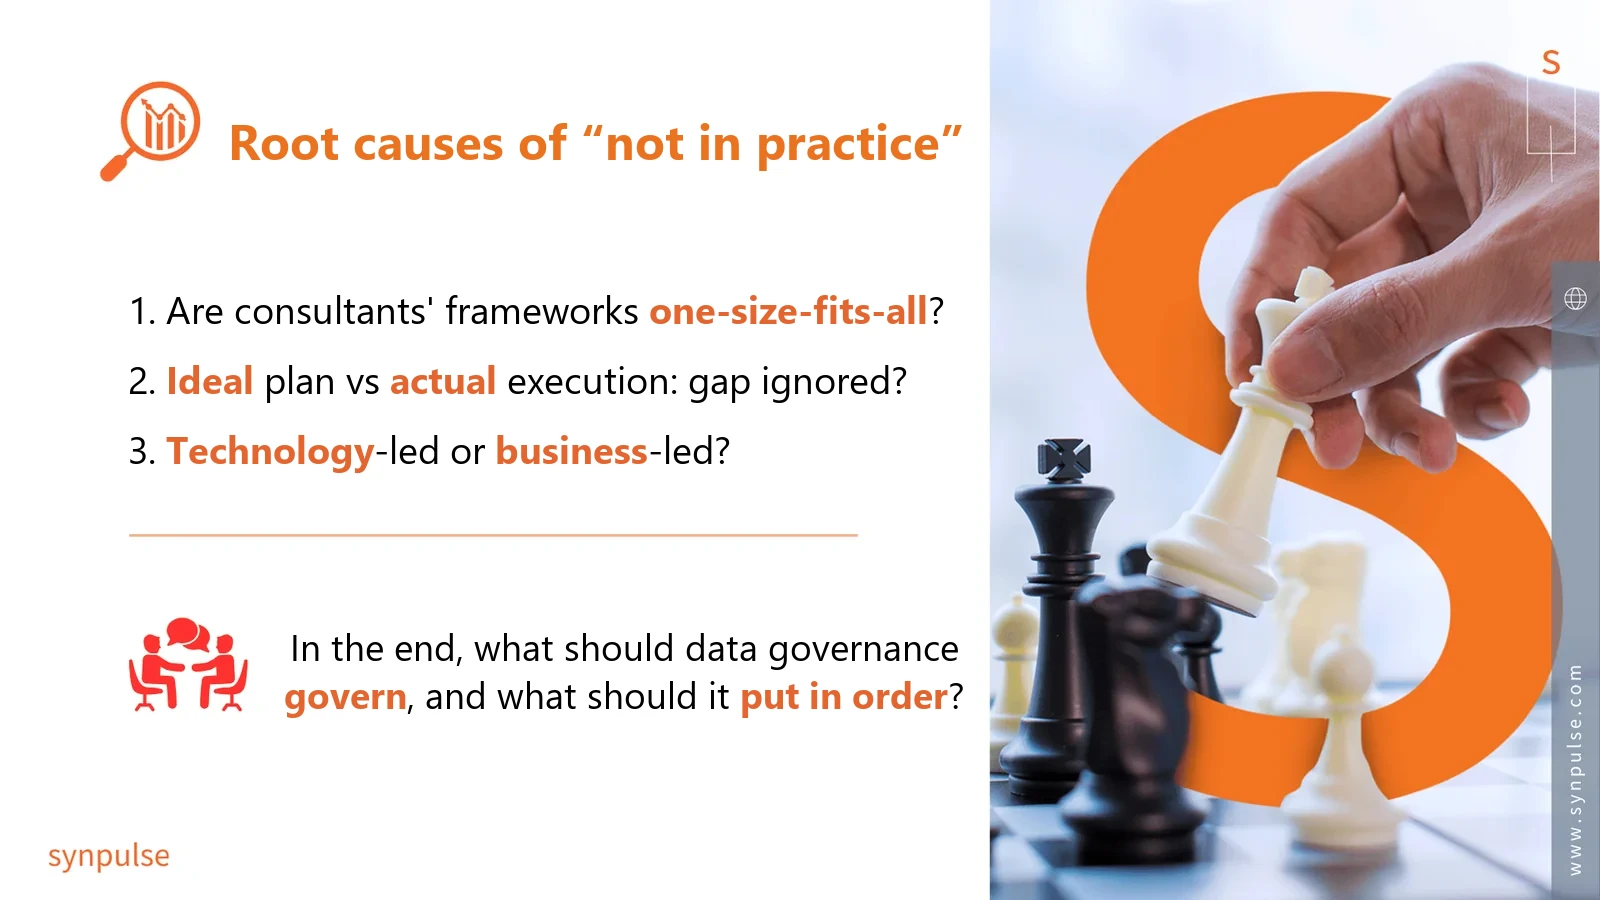 Root causes of “not in practice”
1. Are consultants' frameworks one-size-fits-all?
2. Ideal plan vs actual execution: gap ignored?
3. Technology-led or business-led?
In the end, what should data governance
govern, and what should it put in order?
synpulse
S
www.synpulse.com